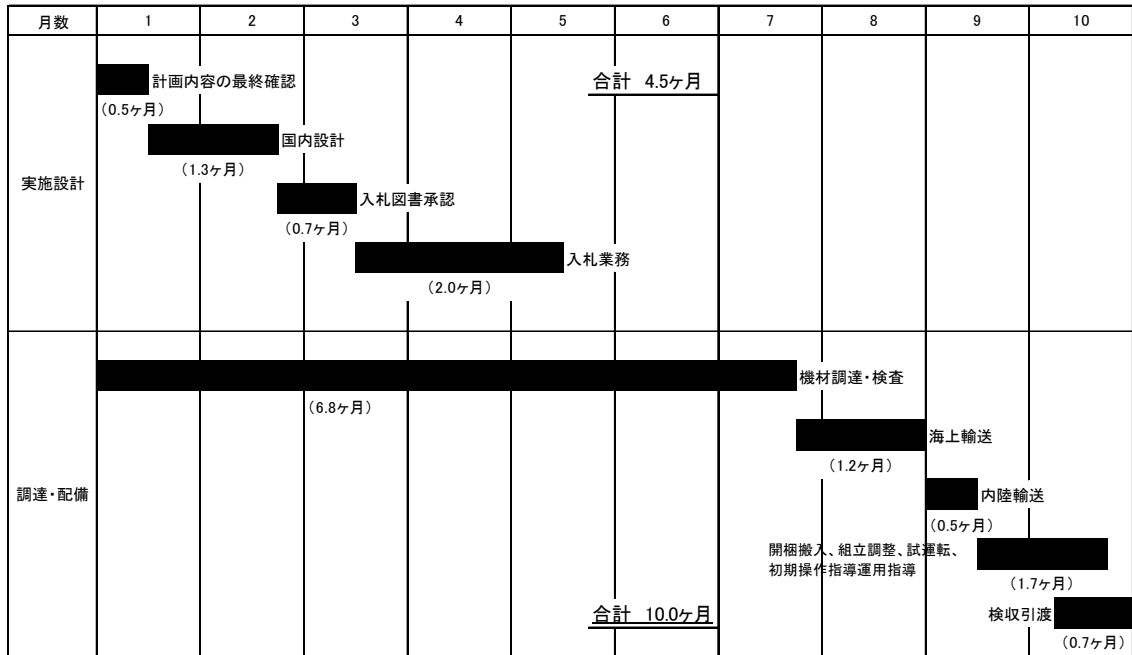 月数 1 2 3 4 5 6 7 8 9 10
実施設計
計画内容の最終確認
(0.5ヶ月)
合計 4.5ヶ月
国内設計
(1.3ヶ月)
入札図書承認
(0.7ヶ月)
入札業務
(2.0ヶ月)
調達・配備
機材調達・検査
(6.8ヶ月)
海上輸送
(1.2ヶ月)
内陸輸送
(0.5ヶ月)
開梱搬入、組立調整、試運転、
初期操作指導運用指導
(1.7ヶ月)
合計 10.0ヶ月
検収引渡
(0.7ヶ月)